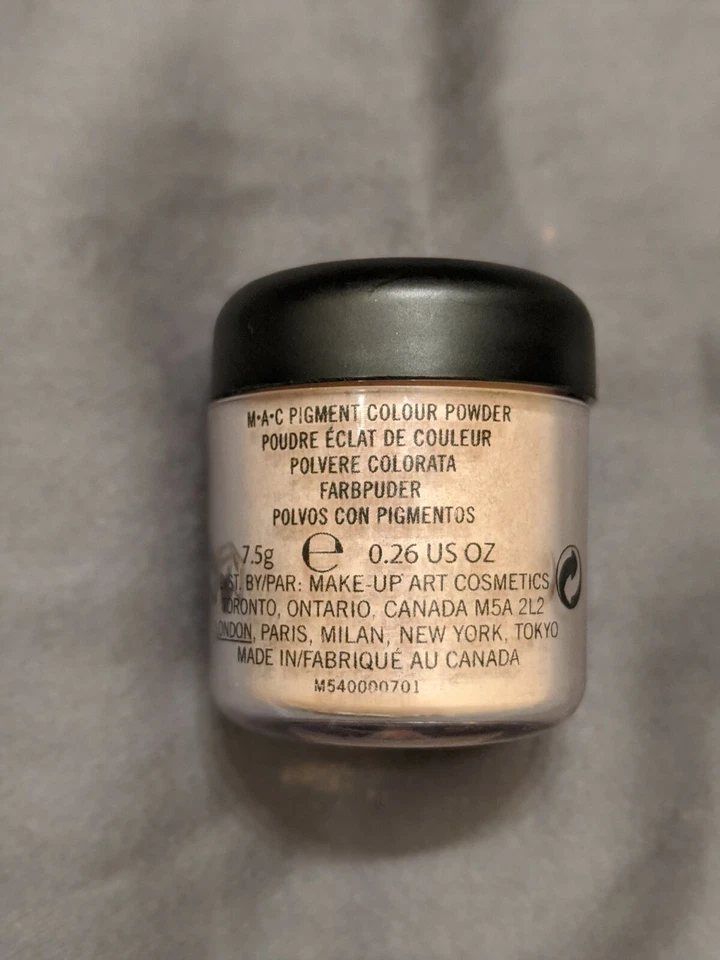 M·A·C PIGMENT COLOUR POWDER
POUDRE ÉCLAT DE COULEUR
POLVERE COLORATA
FARBPUDER
POLVOS CON PIGMENTOS
7.5g e 0.26 US OZ
BY/PAR: MAKE-UP ART COSMETICS
TORONTO, ONTARIO, CANADA M5A 2L2
LONDON, PARIS, MILAN, NEW YORK, TOKYO
MADE IN/FABRIQUÉ AU CANADA
M540000701